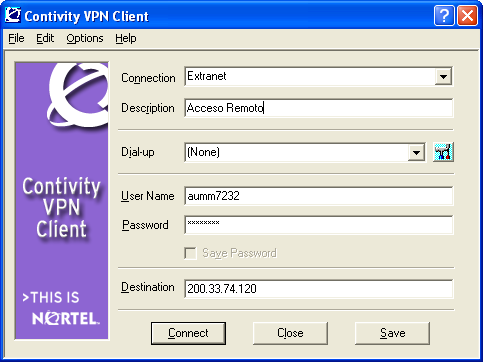 Contivity VPN Client
File Edit Options Help
Connection Extranet
Description Acceso Remoto
Dial-up (None)
Contivity
VPN
Client
User Name aumm7232
Password ********
Save Password
Destination 200.33.74.120
>THIS IS
NORTEL
Connect Close Save